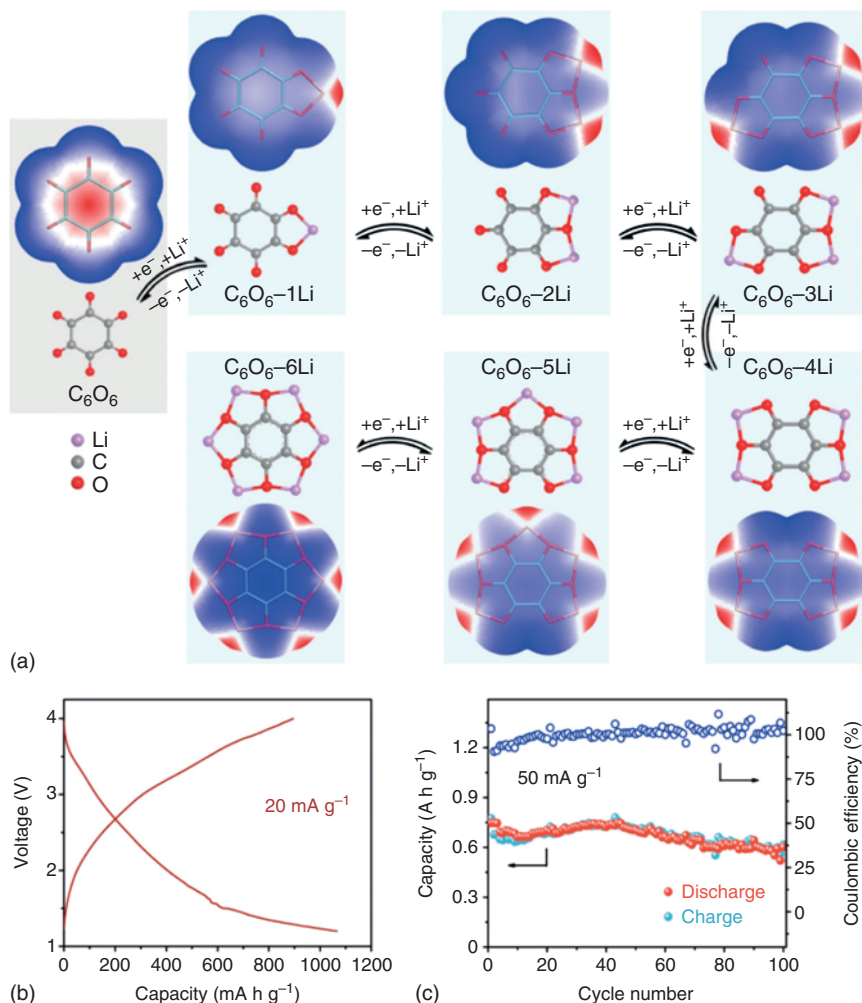 +e⁻,+Li⁺
−e⁻,−Li⁺
C₆O₆
C₆O₆–1Li
+e⁻,+Li⁺
−e⁻,−Li⁺
C₆O₆–2Li
+e⁻,+Li⁺
−e⁻,−Li⁺
C₆O₆–3Li
+e⁻,+Li⁺
−e⁻,−Li⁺
C₆O₆–6Li
+e⁻,+Li⁺
−e⁻,−Li⁺
C₆O₆–5Li
+e⁻,+Li⁺
−e⁻,−Li⁺
C₆O₆–4Li
Li
C
O
(a)
4
3
2
1
Voltage (V)
20 mA g⁻¹
0 200 400 600 800 1000 1200
Capacity (mA h g⁻¹)
(b)
1.2
0.9
0.6
0.3
0
Capacity (A h g⁻¹)
50 mA g⁻¹
Discharge
Charge
100
75
50
25
0
Coulombic efficiency (%)
0 20 40 60 80 100
Cycle number
(c)